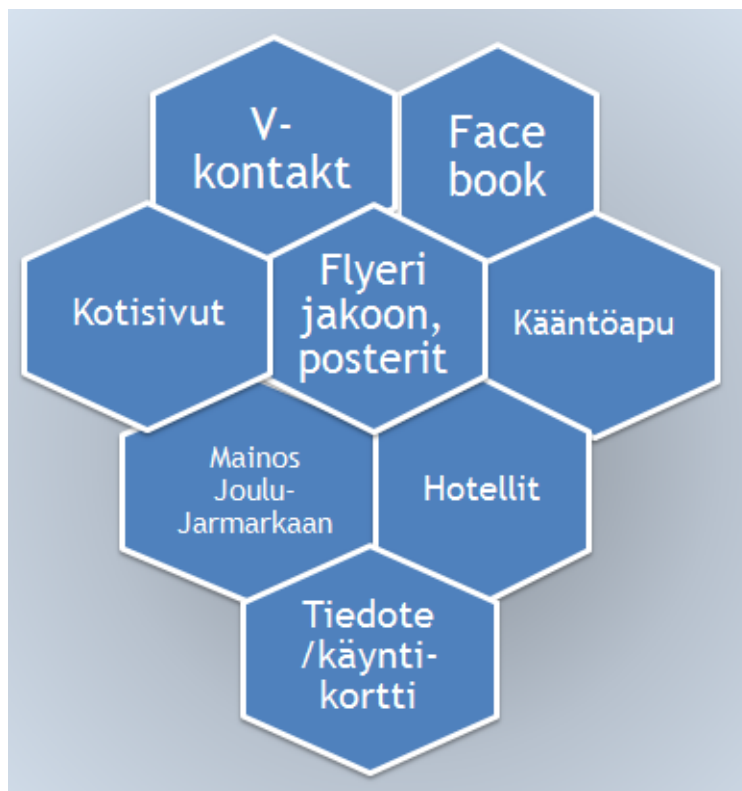 V-
kontakt
Face
book
Kotisivut
Flyeri
jakoon,
posterit
Kääntöapu
Mainos
Joulu-
Jarmarkaan
Hotellit
Tiedote
/käynti-
kortti